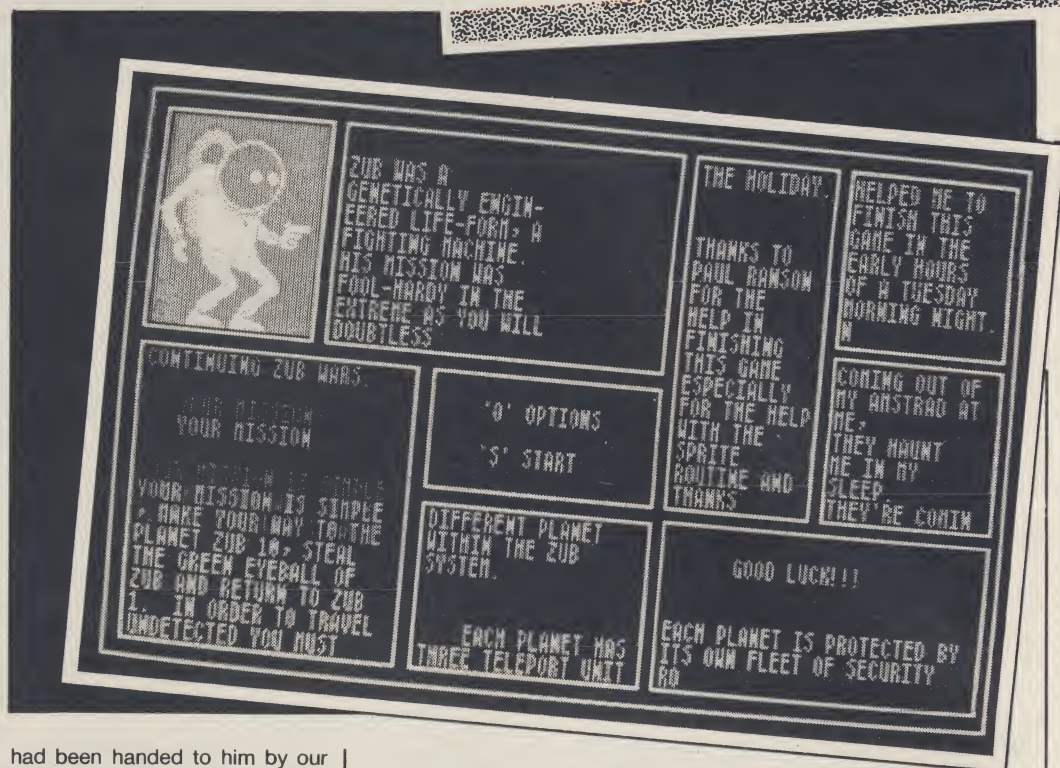 ZUB WAS A
GENETICALLY ENGIN-
EERED LIFE-FORM, A
FIGHTING MACHINE.
HIS MISSION WAS
FOOL-HARDY IN THE
EXTREME AS YOU WILL
DOUBTLESS
THE HOLIDAY.
THANKS TO
PAUL RANSON
FOR THE
HELP IN
FINISHING
THIS GAME
ESPECIALLY
FOR THE HELP
WITH THE
SPRITE
ROUTINE AND
THANKS
HELPED ME TO
FINISH THIS
GAME IN THE
EARLY HOURS
OF A TUESDAY
MORNING NIGHT.
CONTINUING ZUB WARS.
YOUR MISSION
YOUR MISSION
YOUR MISSION IS SIMPLE
YOUR MISSION IS SIMPLE
, MAKE YOUR WAY TO THE
PLANET ZUB 10, STEAL
THE GREEN EYEBALL OF
ZUB AND RETURN TO ZUB
1. IN ORDER TO TRAVEL
UNDETECTED YOU MUST
'O' OPTIONS
'S' START
COMING OUT OF
MY AMSTRAD AT
ME,
THEY HAUNT
ME IN MY
SLEEP.
THEY'RE COMIN
DIFFERENT PLANET
WITHIN THE ZUB
SYSTEM.
EACH PLANET HAS
THREE TELEPORT UNIT
GOOD LUCK!!!
EACH PLANET IS PROTECTED BY
ITS OWN FLEET OF SECURITY
RO
had been handed to him by our